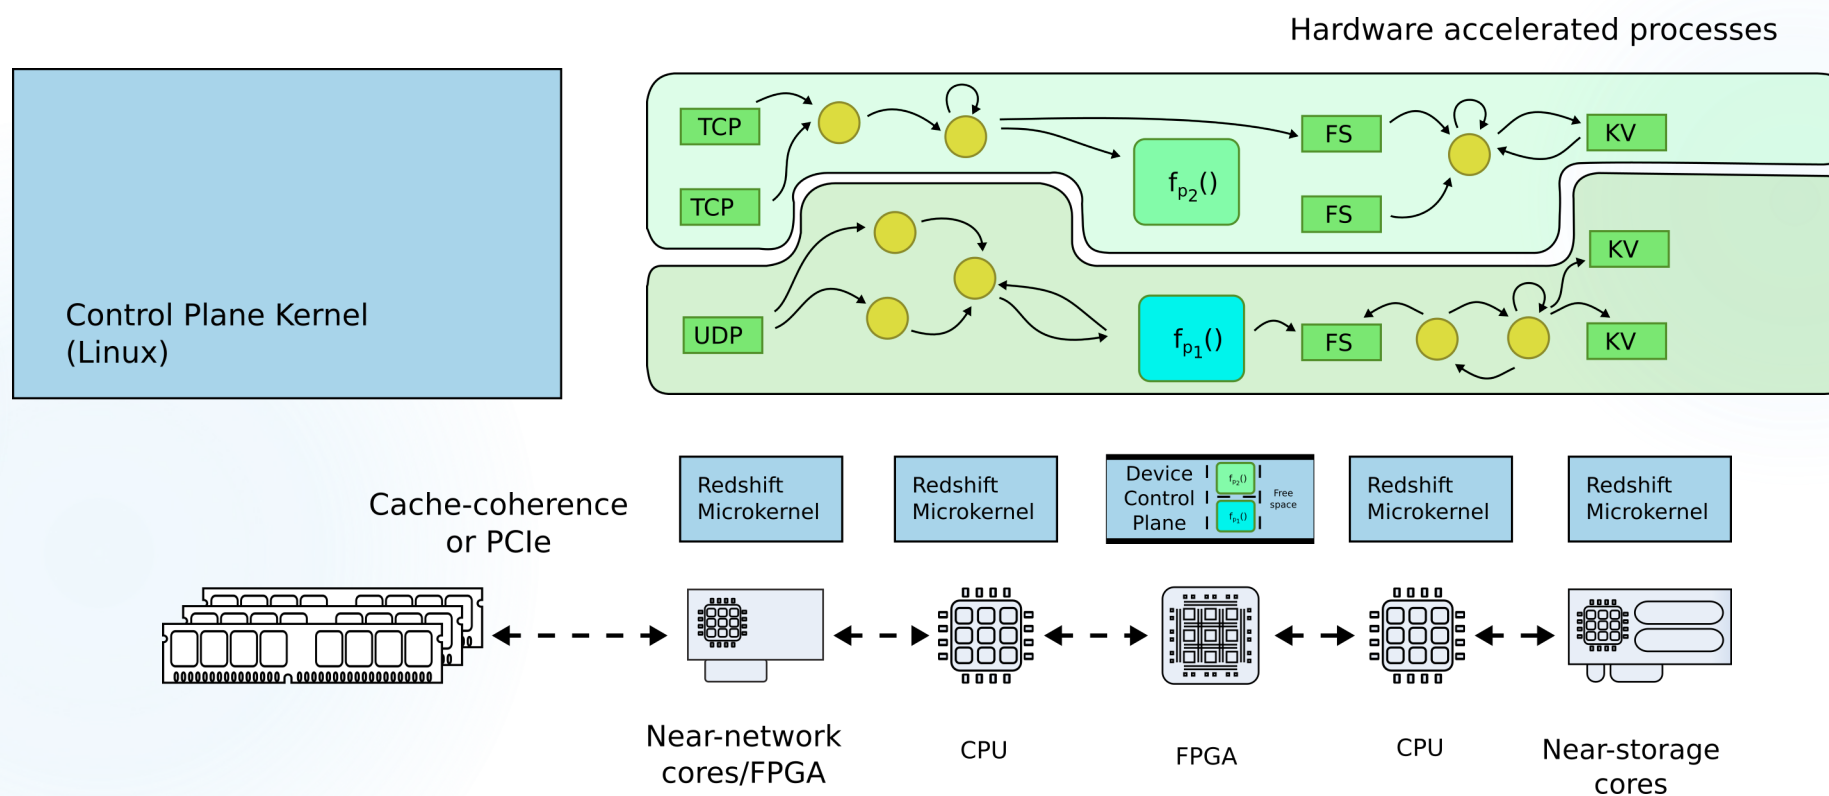 Hardware accelerated processes
Control Plane Kernel
(Linux)
TCP
TCP
fp2()
FS
FS
KV
UDP
fp1()
FS
KV
KV
Cache-coherence
or PCIe
Redshift
Microkernel
Redshift
Microkernel
Device
Control
Plane
fp2()
fp1()
Free
space
Redshift
Microkernel
Redshift
Microkernel
Near-network
cores/FPGA
CPU
FPGA
CPU
Near-storage
cores